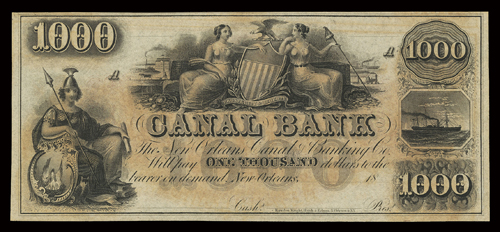 1000
1000
A A
CANAL BANK
The New Orleans Canal & Banking Co.
Will pay ONE THOUSAND dollars to the
bearer on demand, New Orleans, 18
1000
Cash. Pres.